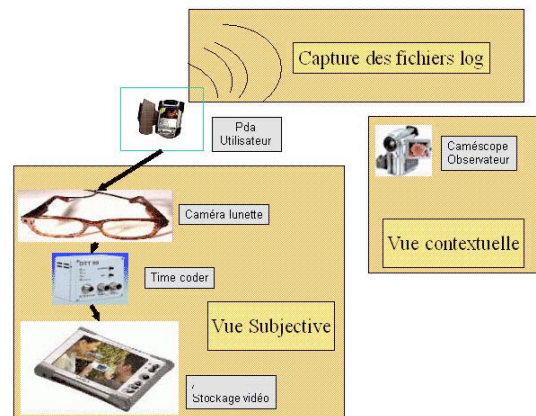 Capture des fichiers log
Pda
Utilisateur
Caméscope
Observateur
Caméra lunette
Vue contextuelle
Time coder
Vue Subjective
Stockage vidéo